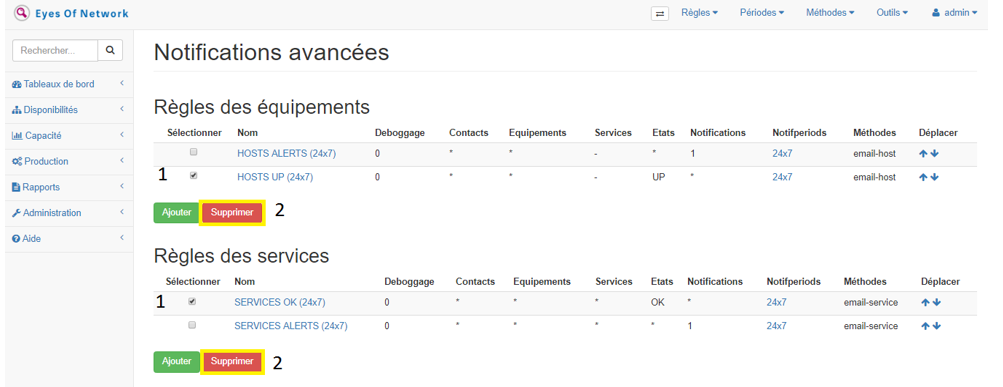 Eyes Of Network
Règles Périodes Méthodes Outils admin
Rechercher...
Tableaux de bord
Disponibilités
Capacité
Production
Rapports
Administration
Aide
Notifications avancées
Règles des équipements
Sélectionner Nom Deboggage Contacts Equipements Services Etats Notifications Notifperiods Méthodes Déplacer
HOSTS ALERTS (24x7) 0 * * - * 1 24x7 email-host
1 HOSTS UP (24x7) 0 * * - UP * 24x7 email-host
Ajouter Supprimer 2
Règles des services
Sélectionner Nom Deboggage Contacts Equipements Services Etats Notifications Notifperiods Méthodes Déplacer
1 SERVICES OK (24x7) 0 * * * OK * 24x7 email-service
SERVICES ALERTS (24x7) 0 * * * * 1 24x7 email-service
Ajouter Supprimer 2